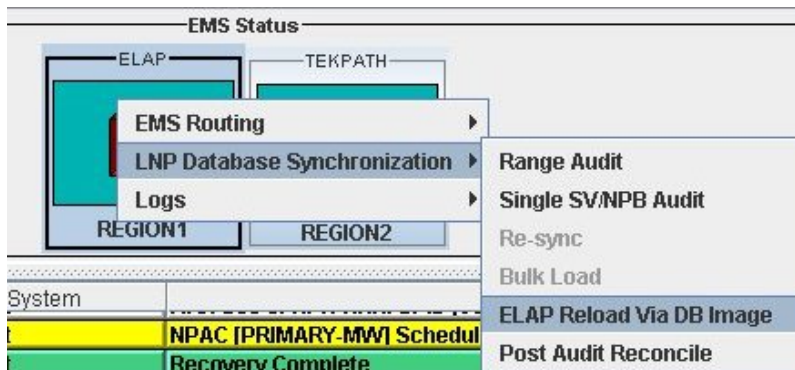 EMS Status
ELAP
TEKPATH
EMS Routing
LNP Database Synchronization
Logs
REGION1
REGION2
Range Audit
Single SV/NPB Audit
Re-sync
Bulk Load
ELAP Reload Via DB Image
Post Audit Reconcile
System
t
NPAC [PRIMARY-MW] Schedul
t
Recovery Complete